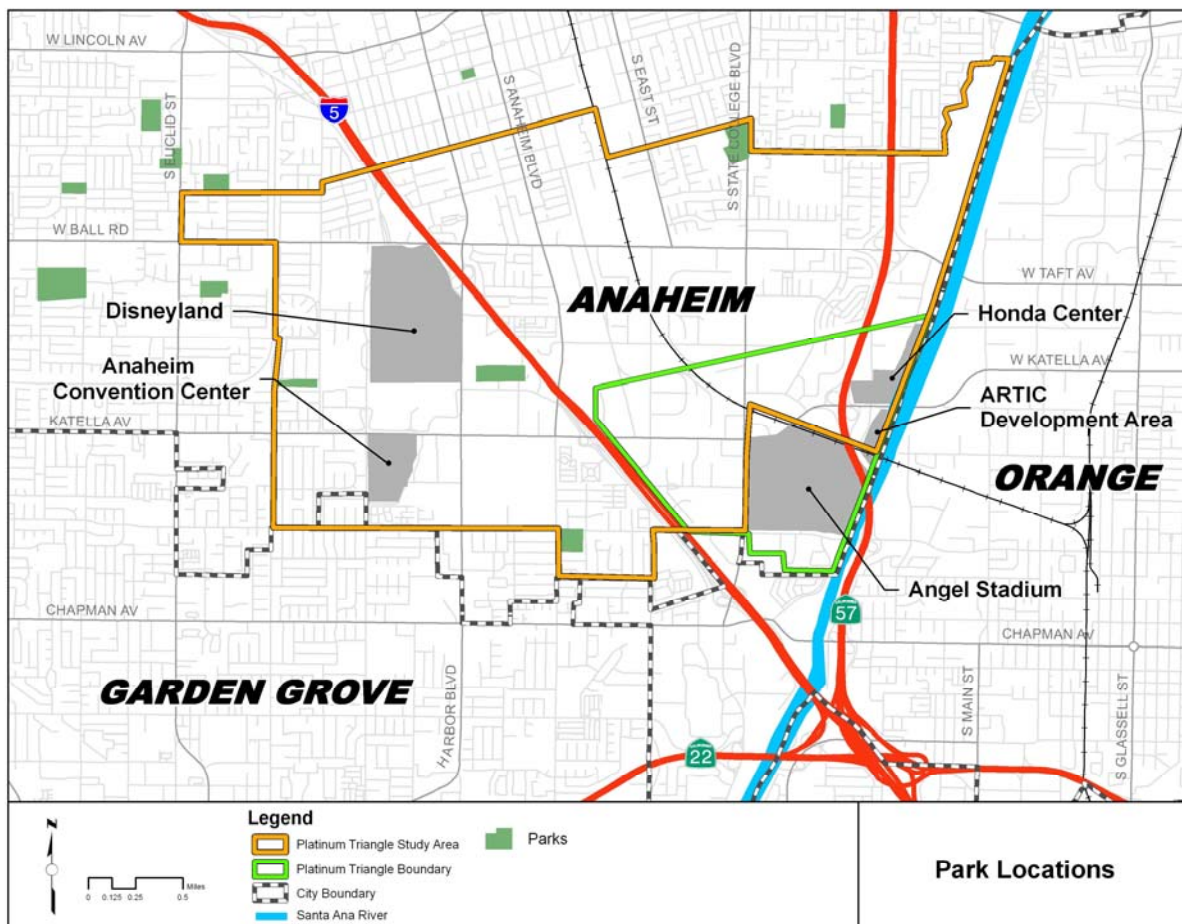 W LINCOLN AV
S EUCLID ST
5
S ANAHEIM BLVD
S EAST ST
S STATE COLLEGE BLVD
W BALL RD
W TAFT AV
ANAHEIM
Disneyland
Honda Center
Anaheim
Convention Center
W KATELLA AV
ARTIC
Development Area
KATELLA AV
ORANGE
Angel Stadium
57
CHAPMAN AV
CHAPMAN AV
GARDEN GROVE
HARBOR BLVD
S MAIN ST
S GLASSELL ST
22
N
0 0.125 0.25 0.5
Miles
Legend
Platinum Triangle Study Area
Parks
Platinum Triangle Boundary
City Boundary
Santa Ana River
Park Locations